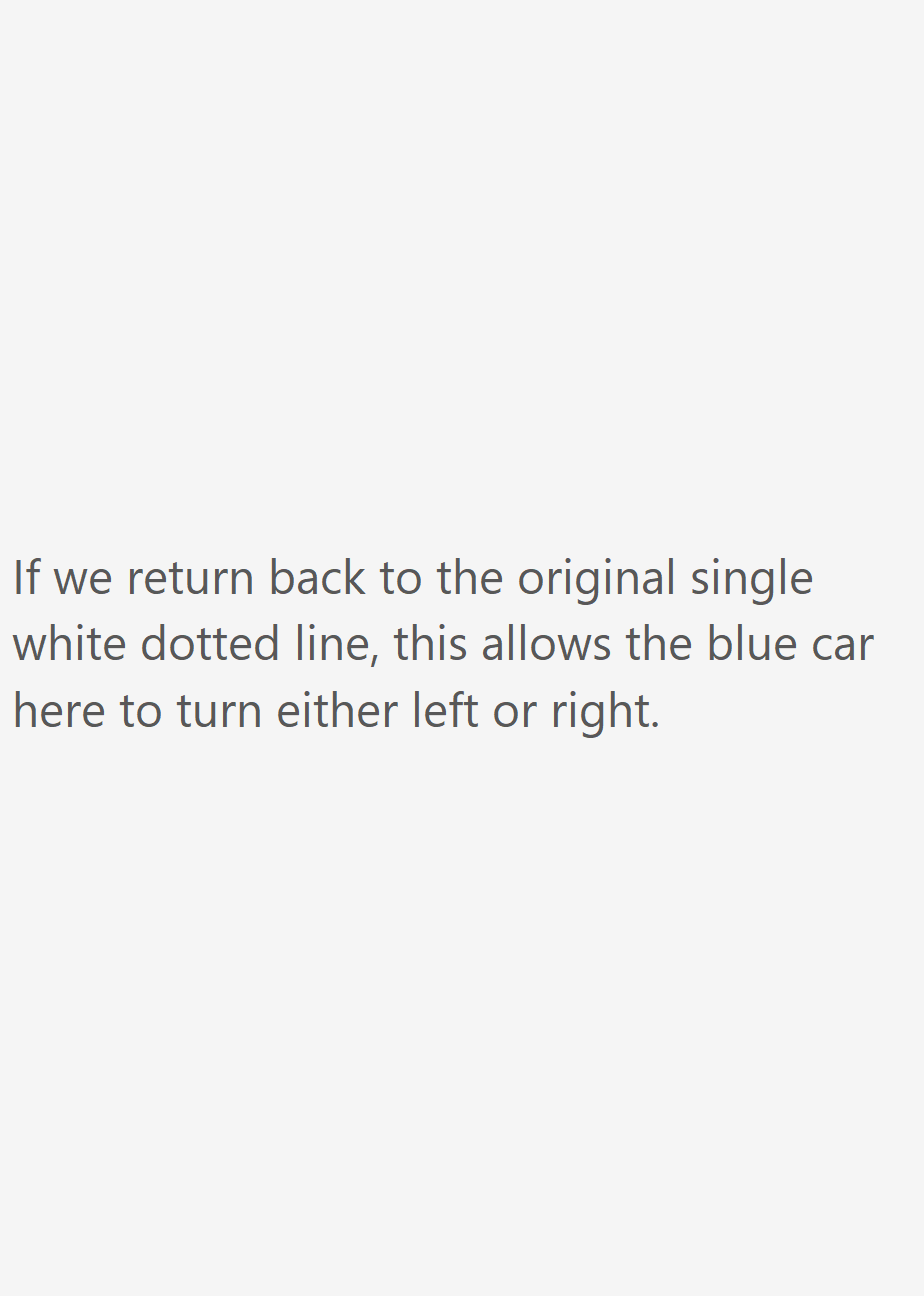 If we return back to the original single
white dotted line, this allows the blue car
here to turn either left or right.